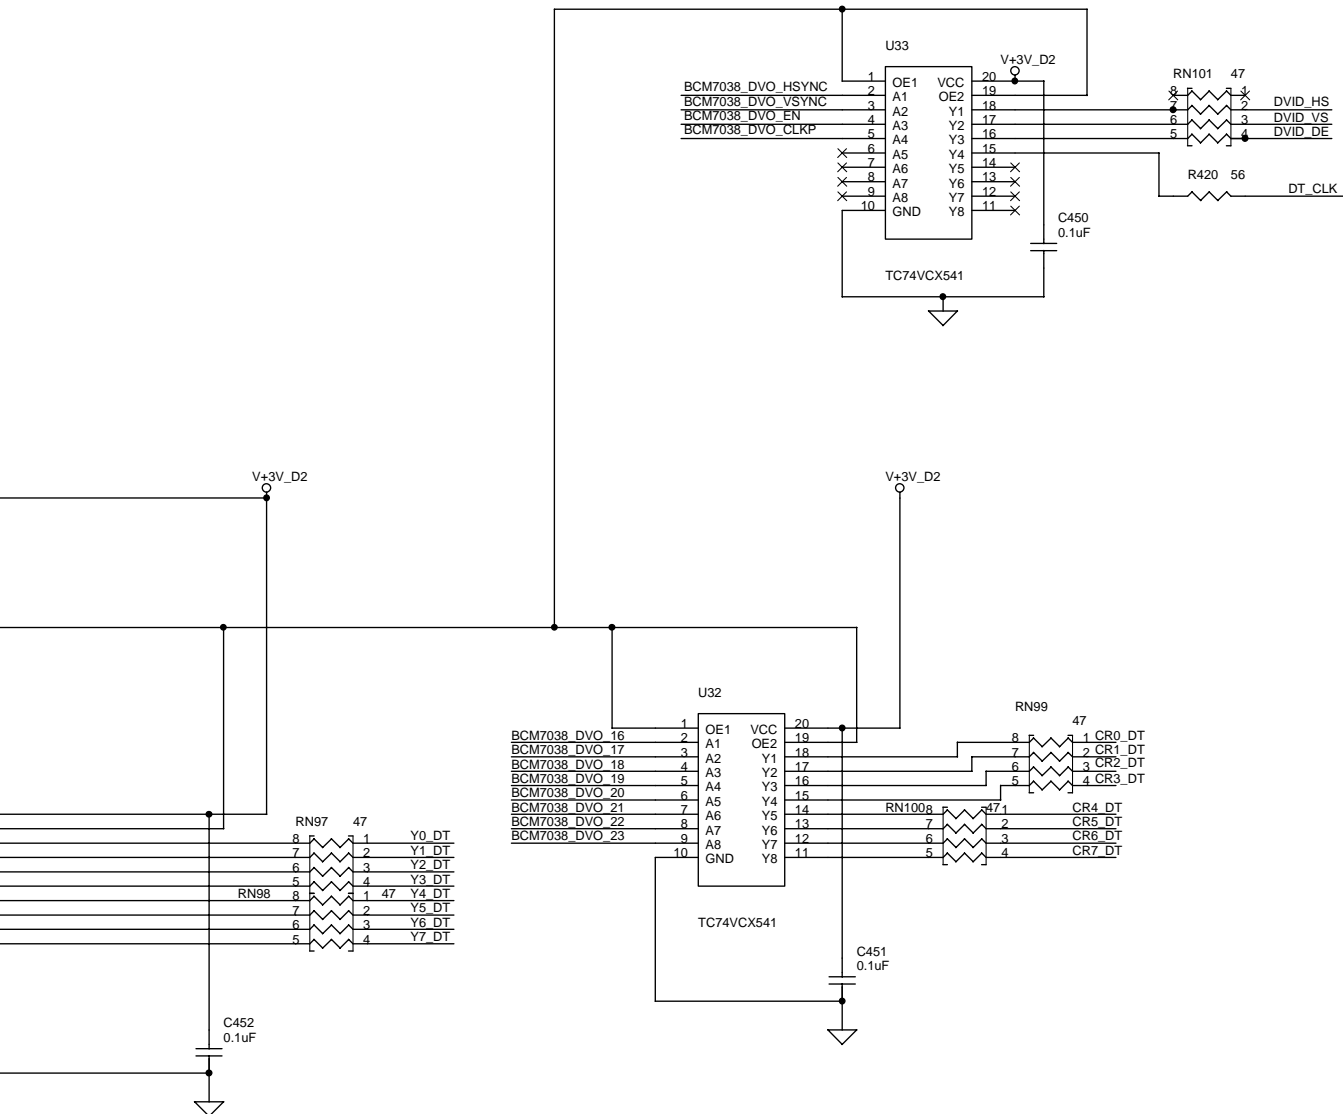 U33
V+3V_D2
RN101 47
BCM7038_DVO_HSYNC
BCM7038_DVO_VSYNC
BCM7038_DVO_EN
BCM7038_DVO_CLKP
1 OE1 VCC 20
2 A1 OE2 19
3 A2 Y1 18
4 A3 Y2 17
5 A4 Y3 16
6 A5 Y4 15
7 A6 Y5 14
8 A7 Y6 13
9 A8 Y7 12
10 GND Y8 11
8 1
7 2 DVID_HS
6 3 DVID_VS
5 4 DVID_DE
R420 56
DT_CLK
C450
0.1uF
TC74VCX541
V+3V_D2
V+3V_D2
U32
RN99
47
BCM7038_DVO_16
BCM7038_DVO_17
BCM7038_DVO_18
BCM7038_DVO_19
BCM7038_DVO_20
BCM7038_DVO_21
BCM7038_DVO_22
BCM7038_DVO_23
1 OE1 VCC 20
2 A1 OE2 19
3 A2 Y1 18
4 A3 Y2 17
5 A4 Y3 16
6 A5 Y4 15
7 A6 Y5 14
8 A7 Y6 13
9 A8 Y7 12
10 GND Y8 11
8 1 CR0_DT
7 2 CR1_DT
6 3 CR2_DT
5 4 CR3_DT
RN100 47
8 1 CR4_DT
7 2 CR5_DT
6 3 CR6_DT
5 4 CR7_DT
TC74VCX541
C451
0.1uF
RN97 47
8 1 Y0_DT
7 2 Y1_DT
6 3 Y2_DT
5 4 Y3_DT
RN98 8 1 47 Y4_DT
7 2 Y5_DT
6 3 Y6_DT
5 4 Y7_DT
C452
0.1uF